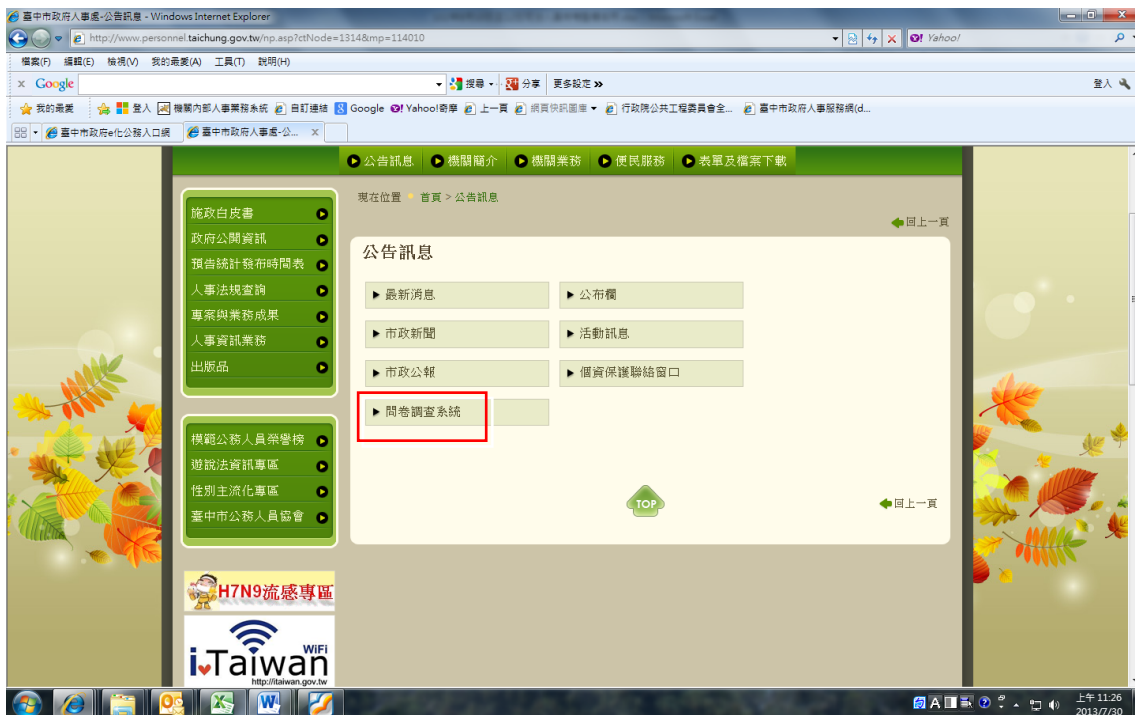 臺中市政府人事處-公告訊息 - Windows Internet Explorer
http://www.personnel.taichung.gov.tw/np.asp?ctNode=1314&mp=114010
Yahoo!
檔案(F) 編輯(E) 檢視(V) 我的最愛(A) 工具(T) 說明(H)
x Google 搜尋 分享 更多設定 » 登入
我的最愛 登入 機關內部人事業務系統 自訂連結 Google Yahoo!奇摩 上一頁 網頁快訊圖庫 行政院公共工程委員會全... 臺中市政府人事服務網(d...
臺中市政府e化公務入口網 臺中市政府人事處-公... x
公告訊息 機關簡介 機關業務 便民服務 表單及檔案下載
現在位置 首頁 > 公告訊息
回上一頁
施政白皮書
政府公開資訊
預告統計發布時間表
人事法規查詢
專案與業務成果
人事資訊業務
出版品
公告訊息
最新消息 公布欄
市政新聞 活動訊息
市政公報 個資保護聯絡窗口
問卷調查系統
模範公務人員榮譽榜
遊說法資訊專區
性別主流化專區
臺中市公務人員協會
TOP
回上一頁
H7N9流感專區
i Taiwan WiFi
http://itaiwan.gov.tw
A
上午 11:26
2013/7/30